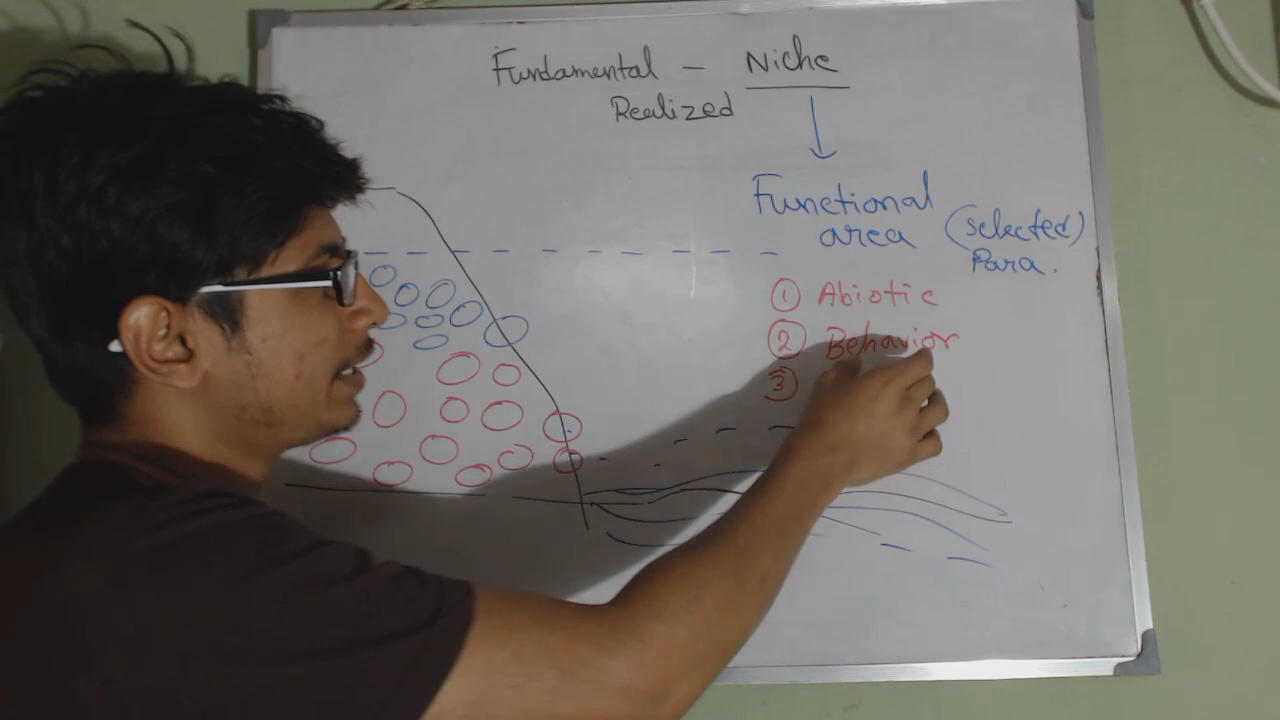 Fundamental - Niche
Realized
Functional
area (selected)
Para.
① Abiotic
② Behavior
③